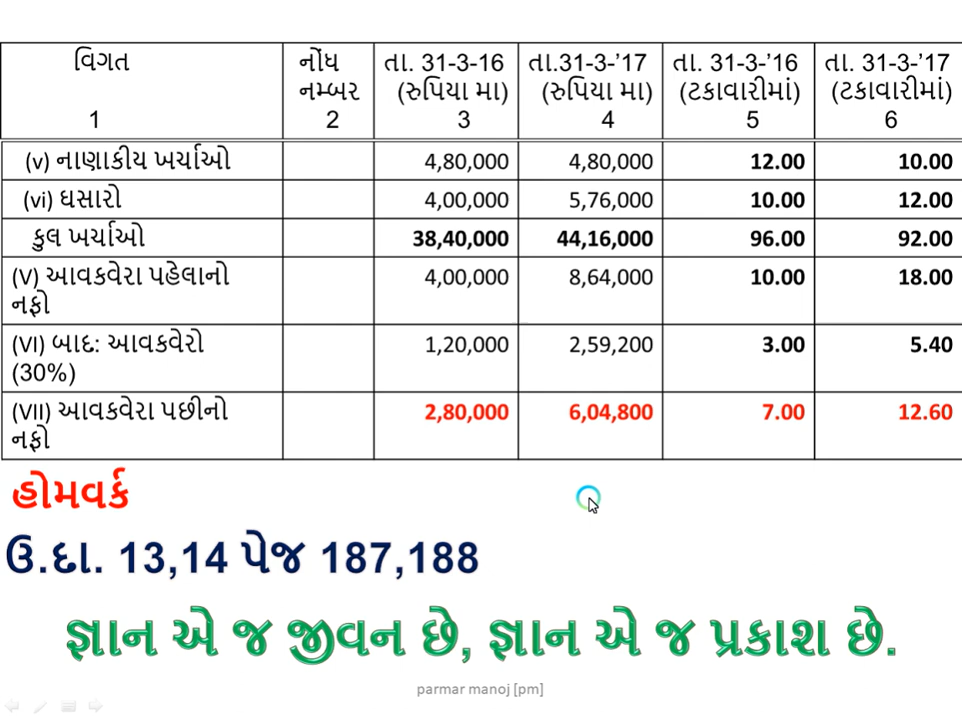 વિગત નોંધ તા. 31-3-16 તા.31-3-'17 તા. 31-3-'16 તા. 31-3-'17
નમ્બર (રુપિયા મા) (રુપિયા મા) (ટકાવારીમાં) (ટકાવારીમાં)
1 2 3 4 5 6
(v) નાણાકીય ખર્ચાઓ 4,80,000 4,80,000 12.00 10.00
(vi) ઘસારો 4,00,000 5,76,000 10.00 12.00
કુલ ખર્ચાઓ 38,40,000 44,16,000 96.00 92.00
(V) આવકવેરા પહેલાનો 4,00,000 8,64,000 10.00 18.00
નફો
(VI) બાદ: આવકવેરો 1,20,000 2,59,200 3.00 5.40
(30%)
(VII) આવકવેરા પછીનો 2,80,000 6,04,800 7.00 12.60
નફો
હોમવર્ક
ઉ.દા. 13,14 પેજ 187,188
જ્ઞાન એ જ જીવન છે, જ્ઞાન એ જ પ્રકાશ છે.
parmar manoj [pm]